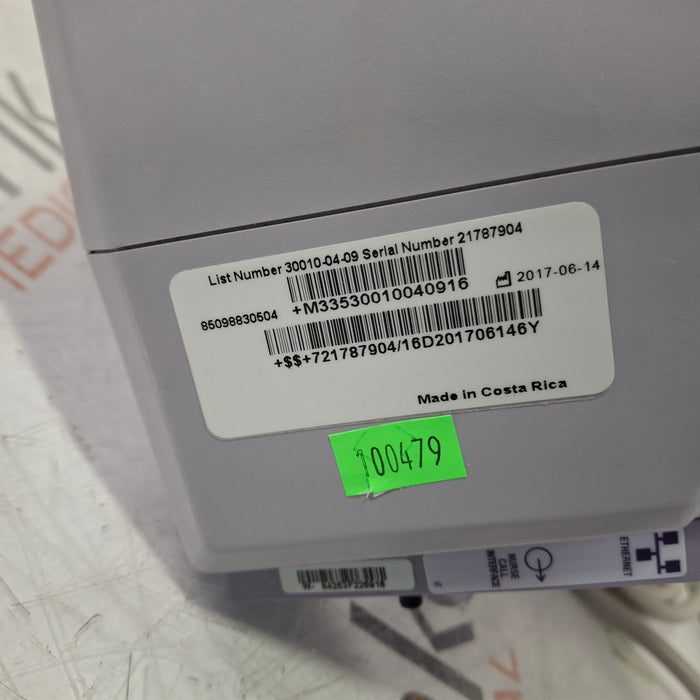 List Number 30010-04-09 Serial Number 21787904
+M33530010040916
2017-06-14
85098830504
+$$+721787904/16D201706146Y
Made in Costa Rica
100479
NURSE
CALL
INTERFACE
ETHERNET
MEDIC